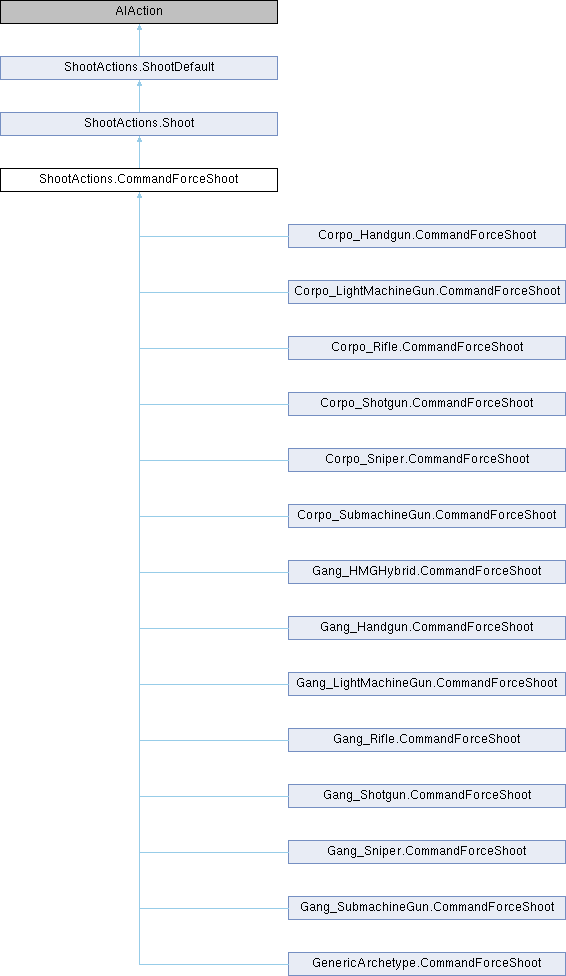 AIAction
ShootActions.ShootDefault
ShootActions.Shoot
ShootActions.CommandForceShoot
Corpo_Handgun.CommandForceShoot
Corpo_LightMachineGun.CommandForceShoot
Corpo_Rifle.CommandForceShoot
Corpo_Shotgun.CommandForceShoot
Corpo_Sniper.CommandForceShoot
Corpo_SubmachineGun.CommandForceShoot
Gang_HMGHybrid.CommandForceShoot
Gang_Handgun.CommandForceShoot
Gang_LightMachineGun.CommandForceShoot
Gang_Rifle.CommandForceShoot
Gang_Shotgun.CommandForceShoot
Gang_Sniper.CommandForceShoot
Gang_SubmachineGun.CommandForceShoot
GenericArchetype.CommandForceShoot